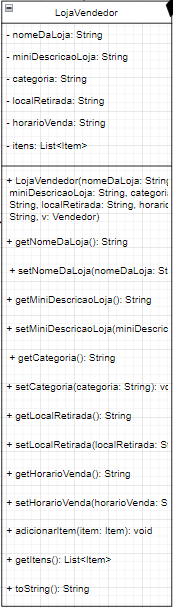 LojaVendedor
- nomeDaLoja: String
- miniDescricaoLoja: String
- categoria: String
- localRetirada: String
- horarioVenda: String
- itens: List<Item>
+ LojaVendedor(nomeDaLoja: String
miniDescricaoLoja: String, categori
String, localRetirada: String, horario
String, v: Vendedor)
+ getNomeDaLoja(): String
+ setNomeDaLoja(nomeDaLoja: St
+ getMiniDescricaoLoja(): String
+ setMiniDescricaoLoja(miniDescric
+ getCategoria(): String
+ setCategoria(categoria: String): vo
+ getLocalRetirada(): String
+ setLocalRetirada(localRetirada: S
+ getHorarioVenda(): String
+ setHorarioVenda(horarioVenda: S
+ adicionarItem(item: Item): void
+ getItens(): List<Item>
+ toString(): String